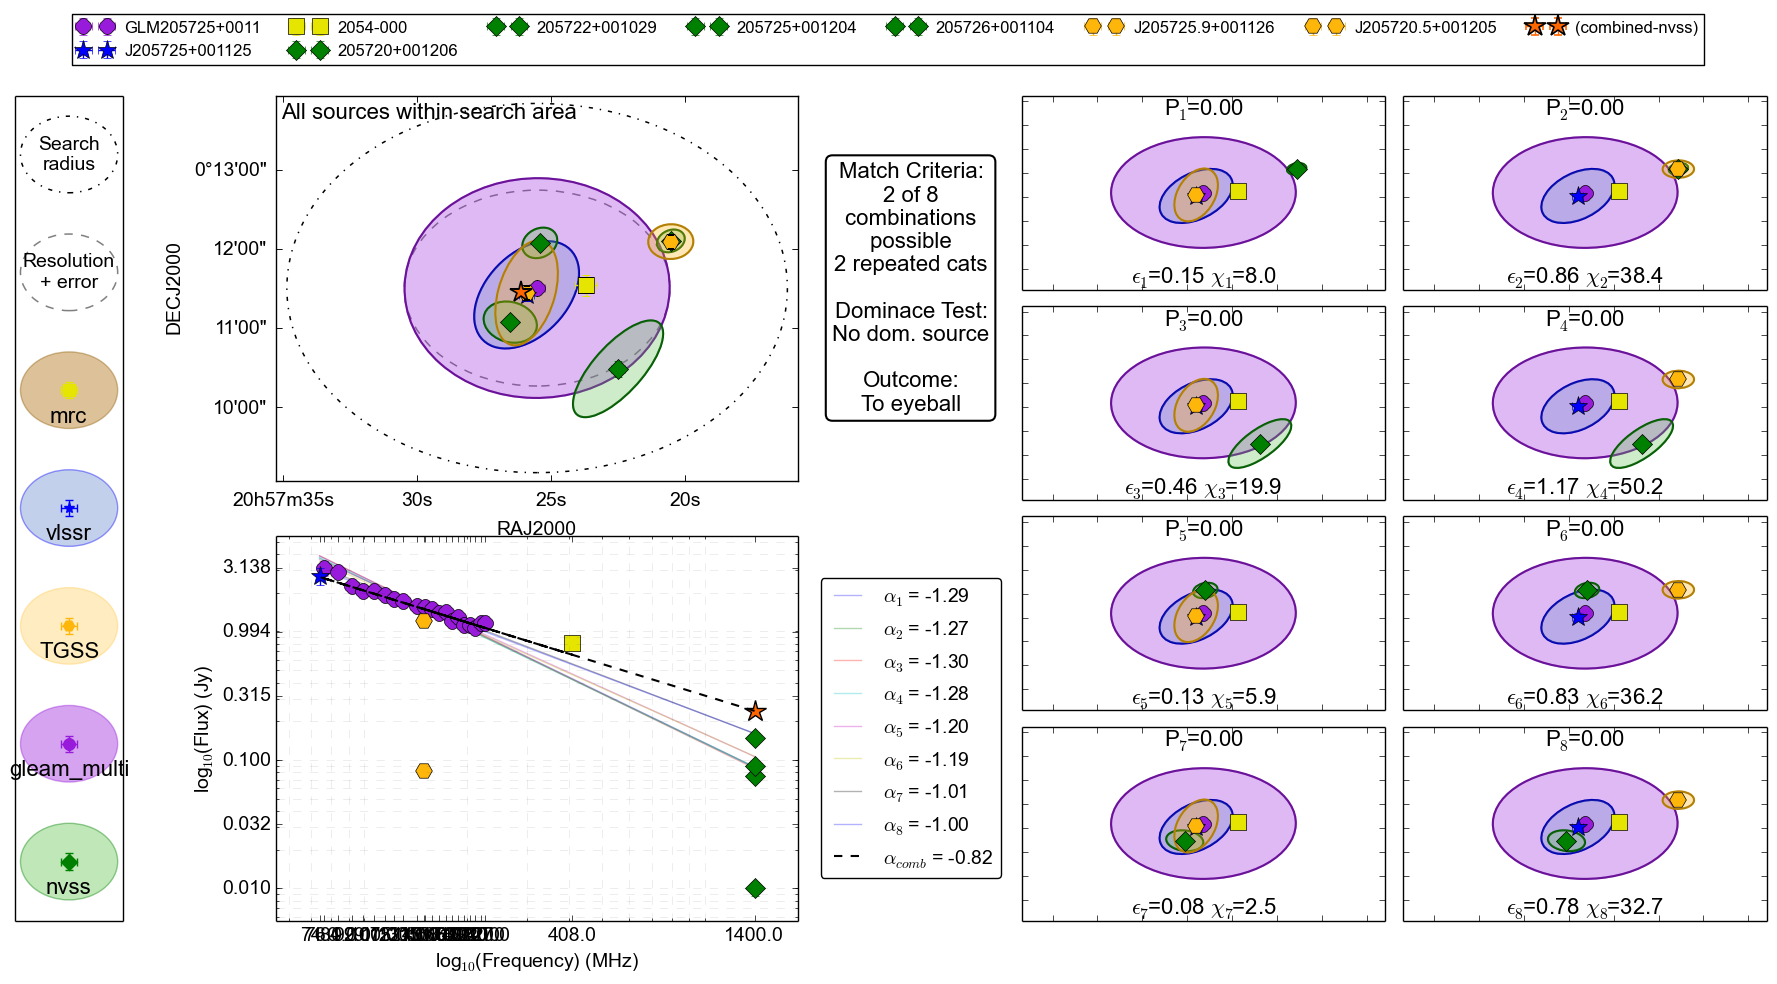 GLM205725+0011
2054-000
205722+001029
205725+001204
205726+001104
J205725.9+001126
J205720.5+001205
(combined-nvss)
J205725+001125
205720+001206
Search
radius
Resolution
+ error
mrc
vlssr
TGSS
gleam_multi
nvss
All sources within search area
DECJ2000
0°13'00"
12'00"
11'00"
10'00"
20h57m35s
30s
25s
20s
RAJ2000
Match Criteria:
2 of 8
combinations
possible
2 repeated cats
Dominace Test:
No dom. source
Outcome:
To eyeball
log10(Flux) (Jy)
3.138
0.994
0.315
0.100
0.032
0.010
408.0
1400.0
log10(Frequency) (MHz)
α1 = -1.29
α2 = -1.27
α3 = -1.30
α4 = -1.28
α5 = -1.20
α6 = -1.19
α7 = -1.01
α8 = -1.00
αcomb = -0.82
P1=0.00
ϵ1=0.15 χ1=8.0
P2=0.00
ϵ2=0.86 χ2=38.4
P3=0.00
ϵ3=0.46 χ3=19.9
P4=0.00
ϵ4=1.17 χ4=50.2
P5=0.00
ϵ5=0.13 χ5=5.9
P6=0.00
ϵ6=0.83 χ6=36.2
P7=0.00
ϵ7=0.08 χ7=2.5
P8=0.00
ϵ8=0.78 χ8=32.7